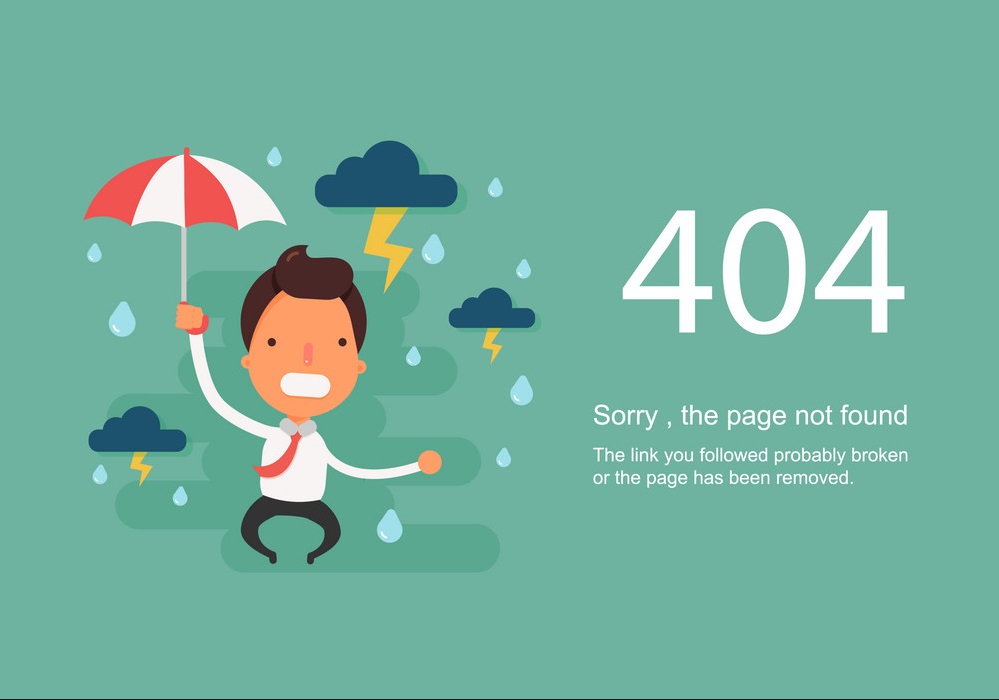 404
Sorry , the page not found
The link you followed probably broken
or the page has been removed.